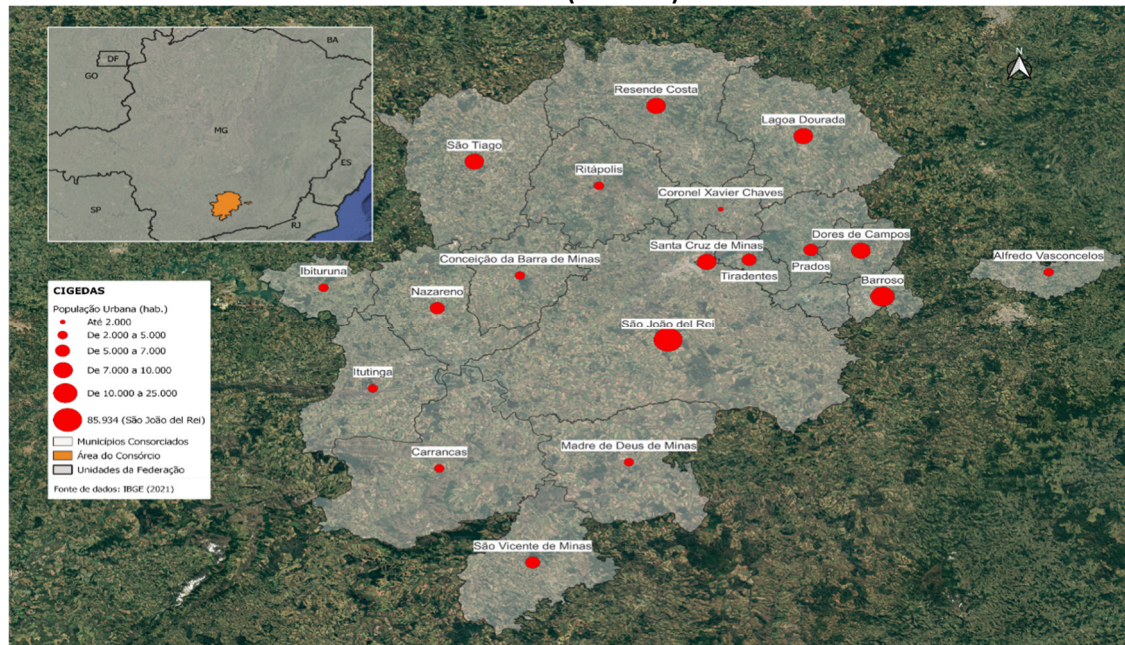 BA
DF
GO
MG
ES
SP
RJ
N
Resende Costa
Lagoa Dourada
São Tiago
Ritápolis
Coronel Xavier Chaves
Dores de Campos
Santa Cruz de Minas
Conceição da Barra de Minas
Alfredo Vasconcelos
Prados
Tiradentes
Ibituruna
Barroso
Nazareno
São João del Rei
Itutinga
Madre de Deus de Minas
Carrancas
São Vicente de Minas
CIGEDAS
População Urbana (hab.)
Até 2.000
De 2.000 a 5.000
De 5.000 a 7.000
De 7.000 a 10.000
De 10.000 a 25.000
85.934 (São João del Rei)
Municípios Consorciados
Área do Consórcio
Unidades da Federação
Fonte de dados: IBGE (2021)